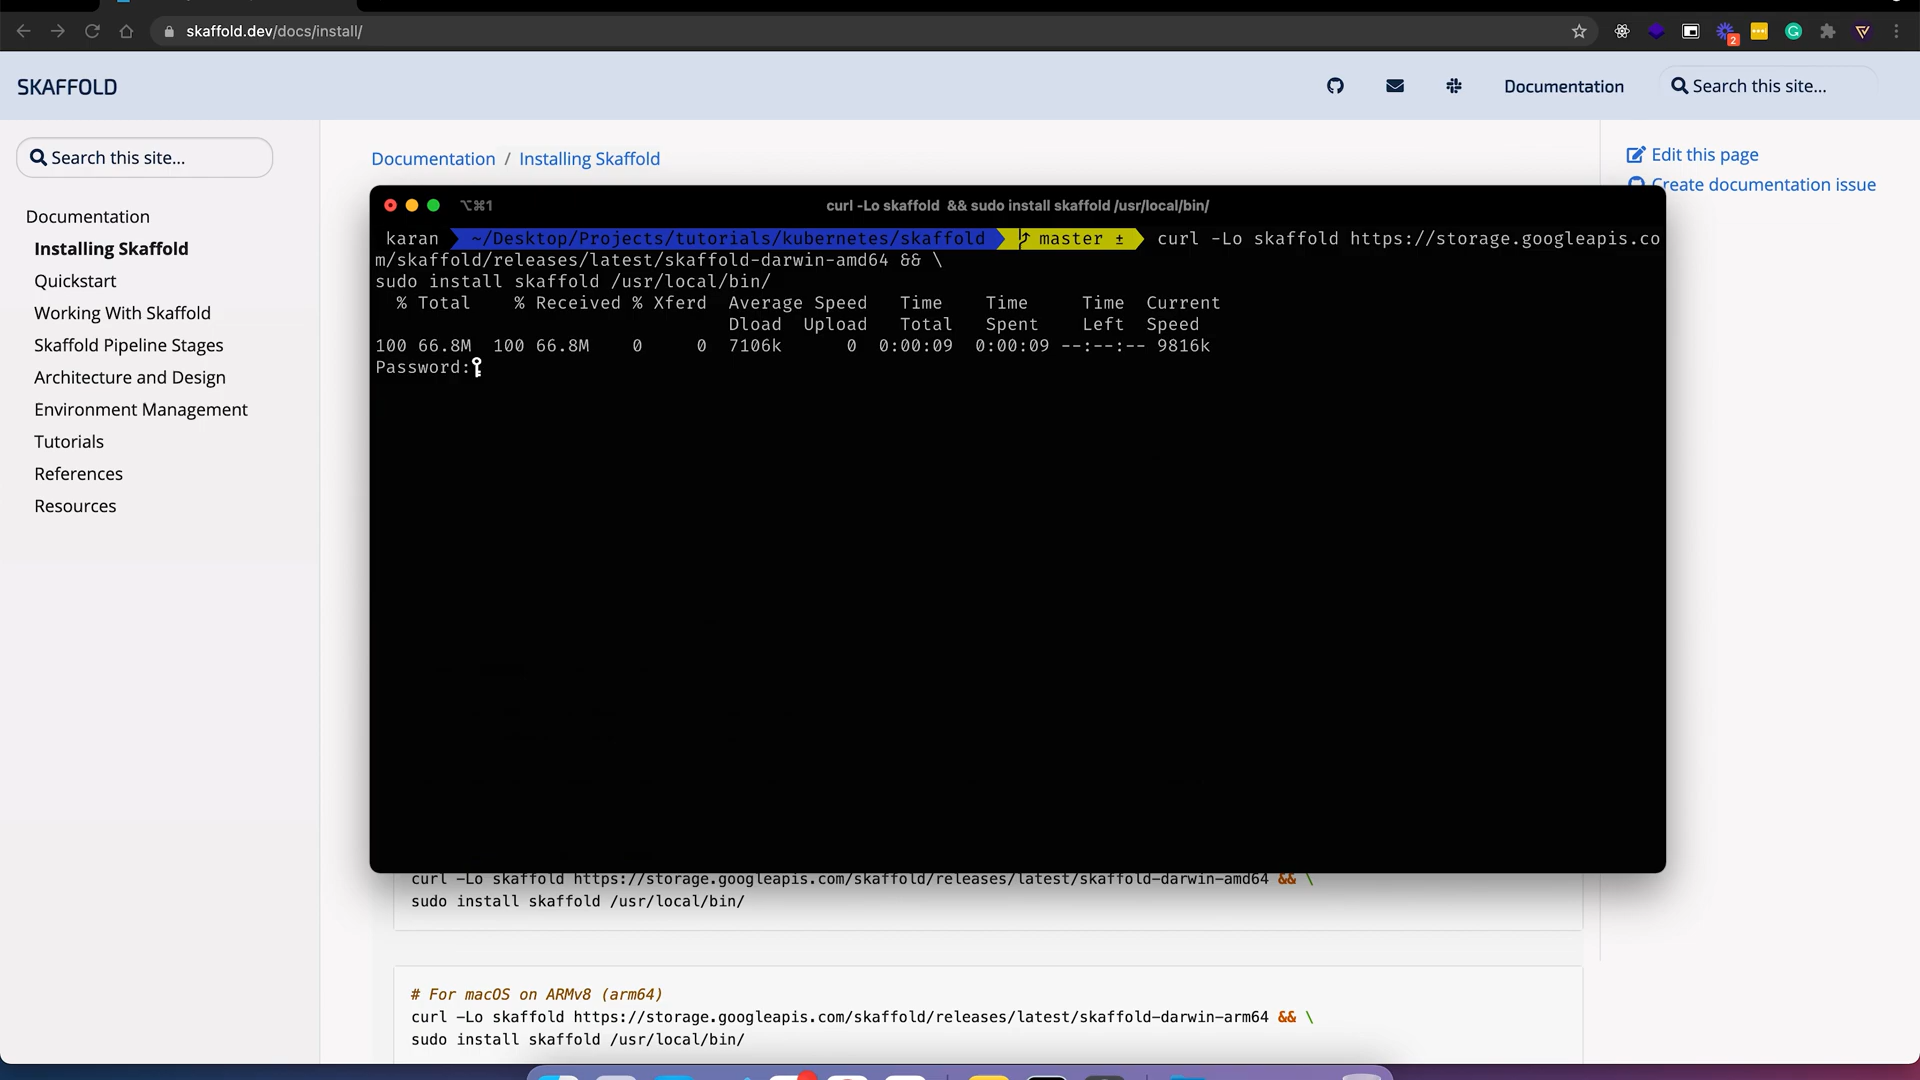 skaffold.dev/docs/install/
2
SKAFFOLD
Documentation
Search this site...
Search this site...
Documentation
Installing Skaffold
Quickstart
Working With Skaffold
Skaffold Pipeline Stages
Architecture and Design
Environment Management
Tutorials
References
Resources
Documentation / Installing Skaffold
Edit this page
Create documentation issue
⌥⌘1
curl -Lo skaffold  && sudo install skaffold /usr/local/bin/
karan ~/Desktop/Projects/tutorials/kubernetes/skaffold master ± curl -Lo skaffold https://storage.googleapis.co
m/skaffold/releases/latest/skaffold-darwin-amd64 && \
sudo install skaffold /usr/local/bin/
% Total % Received % Xferd Average Speed Time Time Time Current
Dload Upload Total Spent Left Speed
100 66.8M 100 66.8M 0 0 7106k 0 0:00:09 0:00:09 --:--:-- 9816k
Password:
curl -Lo skaffold https://storage.googleapis.com/skaffold/releases/latest/skaffold-darwin-amd64 && \
sudo install skaffold /usr/local/bin/
# For macOS on ARMv8 (arm64)
curl -Lo skaffold https://storage.googleapis.com/skaffold/releases/latest/skaffold-darwin-arm64 && \
sudo install skaffold /usr/local/bin/